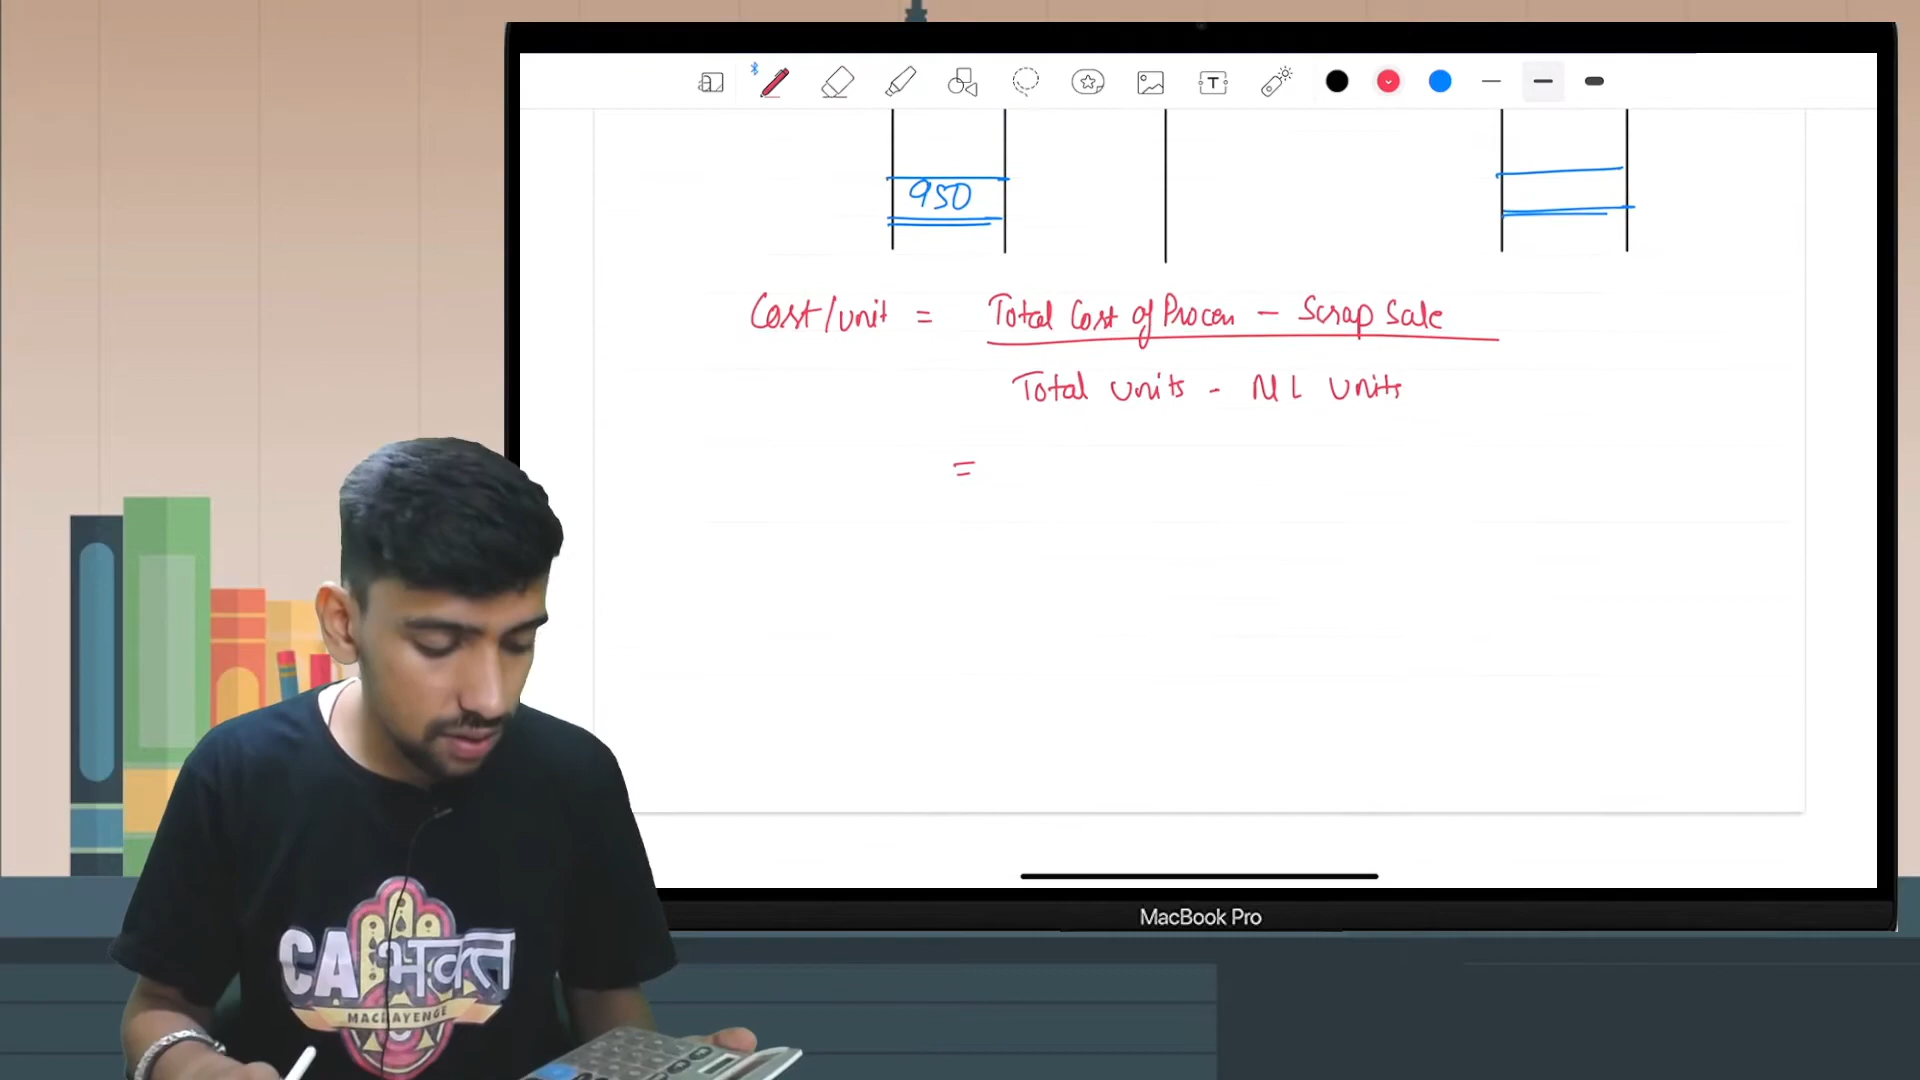 950
Cost/unit = Total Cost of Process - Scrap Sale
Total units - NL Units
=
MacBook Pro
CA भक्त
MACHAYENGE